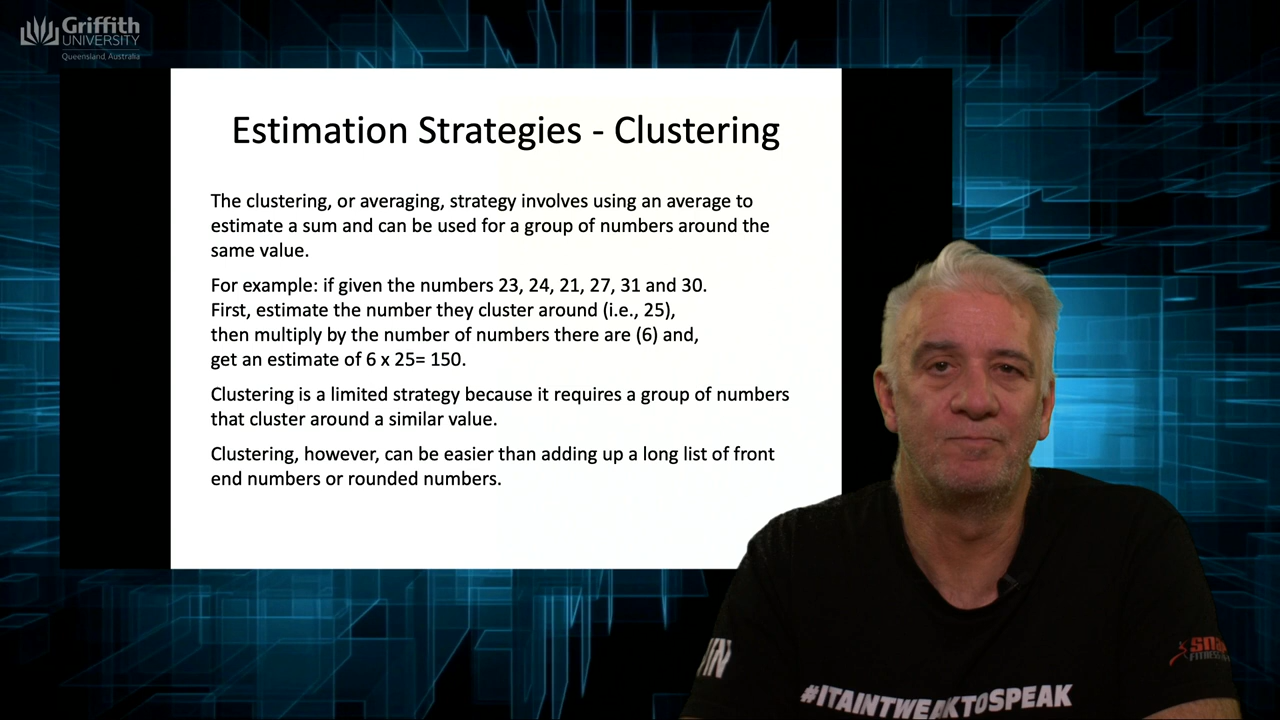 Griffith
UNIVERSITY
Queensland, Australia
Estimation Strategies - Clustering
The clustering, or averaging, strategy involves using an average to
estimate a sum and can be used for a group of numbers around the
same value.
For example: if given the numbers 23, 24, 21, 27, 31 and 30.
First, estimate the number they cluster around (i.e., 25),
then multiply by the number of numbers there are (6) and,
get an estimate of 6 x 25= 150.
Clustering is a limited strategy because it requires a group of numbers
that cluster around a similar value.
Clustering, however, can be easier than adding up a long list of front
end numbers or rounded numbers.
#ITAINTWEAKTOSPEAK